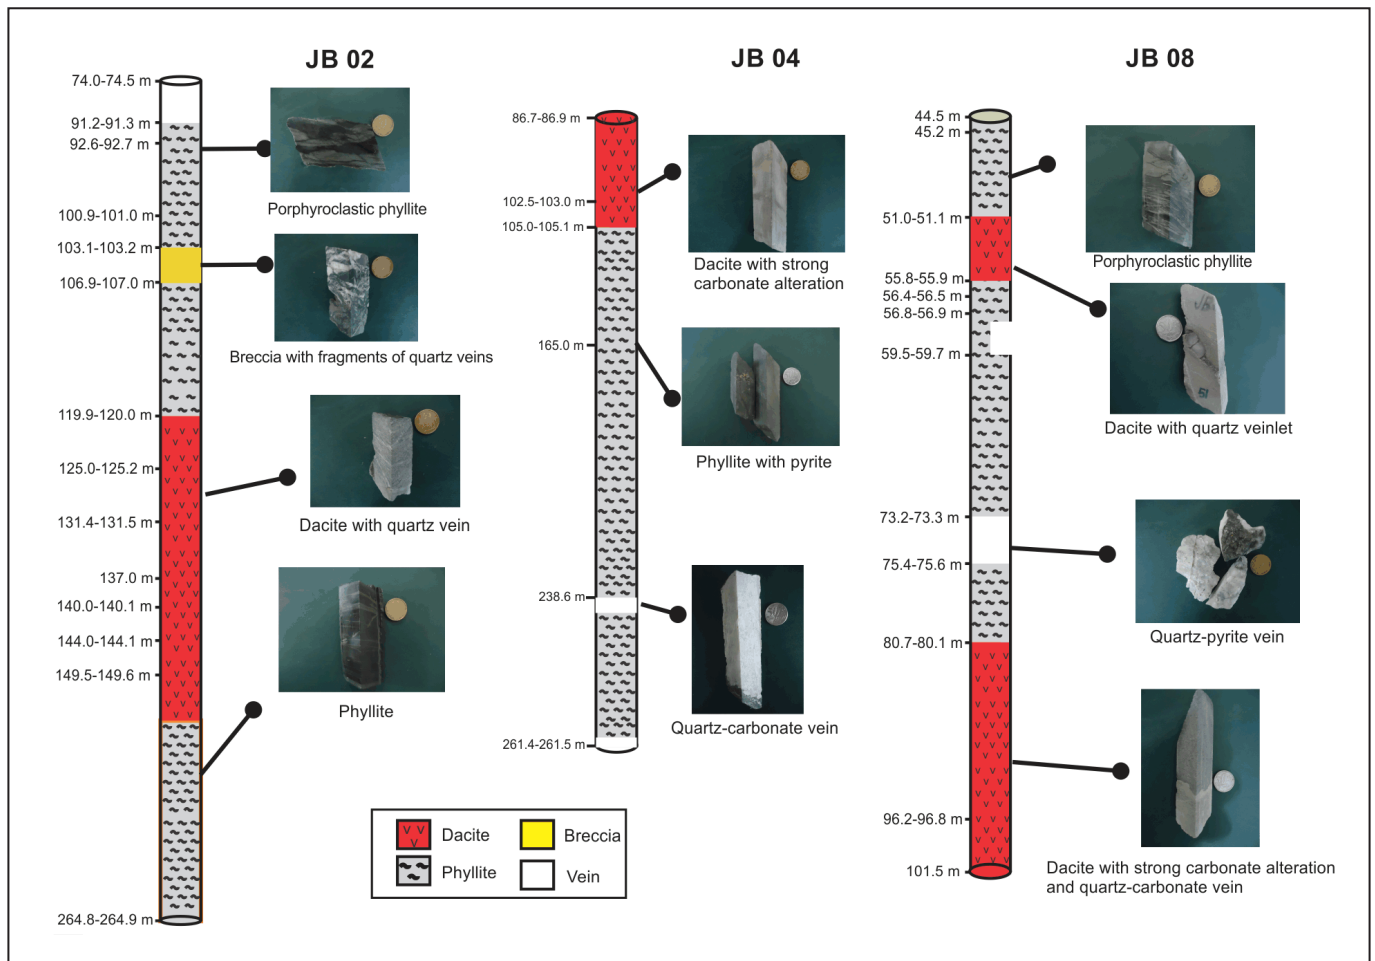 JB 02
74.0-74.5 m
91.2-91.3 m
92.6-92.7 m
100.9-101.0 m
103.1-103.2 m
106.9-107.0 m
119.9-120.0 m
125.0-125.2 m
131.4-131.5 m
137.0 m
140.0-140.1 m
144.0-144.1 m
149.5-149.6 m
264.8-264.9 m
Porphyroclastic phyllite
Breccia with fragments of quartz veins
Dacite with quartz vein
Phyllite
JB 04
86.7-86.9 m
102.5-103.0 m
105.0-105.1 m
165.0 m
238.6 m
261.4-261.5 m
Dacite with strong
carbonate alteration
Phyllite with pyrite
Quartz-carbonate vein
JB 08
44.5 m
45.2 m
51.0-51.1 m
55.8-55.9 m
56.4-56.5 m
56.8-56.9 m
59.5-59.7 m
73.2-73.3 m
75.4-75.6 m
80.7-80.1 m
96.2-96.8 m
101.5 m
Porphyroclastic phyllite
Dacite with quartz veinlet
Quartz-pyrite vein
Dacite with strong carbonate alteration
and quartz-carbonate vein
Dacite
Breccia
Phyllite
Vein